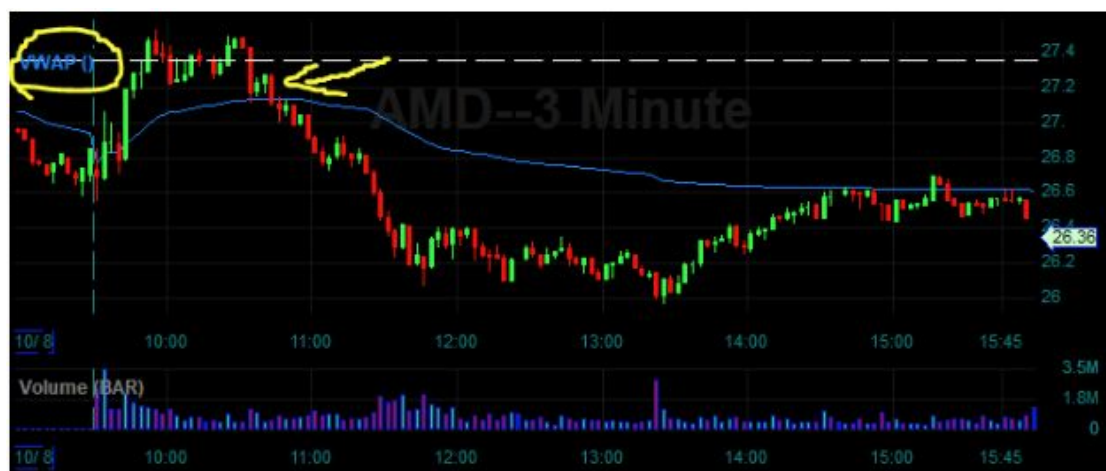 VWAP ()
AMD--3 Minute
27.4
27.2
27.
26.8
26.6
26.4
26.36
26.2
26
10/ 8 10:00 11:00 12:00 13:00 14:00 15:00 15:45
Volume (BAR)
3.5M
1.8M
0
10/ 8 10:00 11:00 12:00 13:00 14:00 15:00 15:45